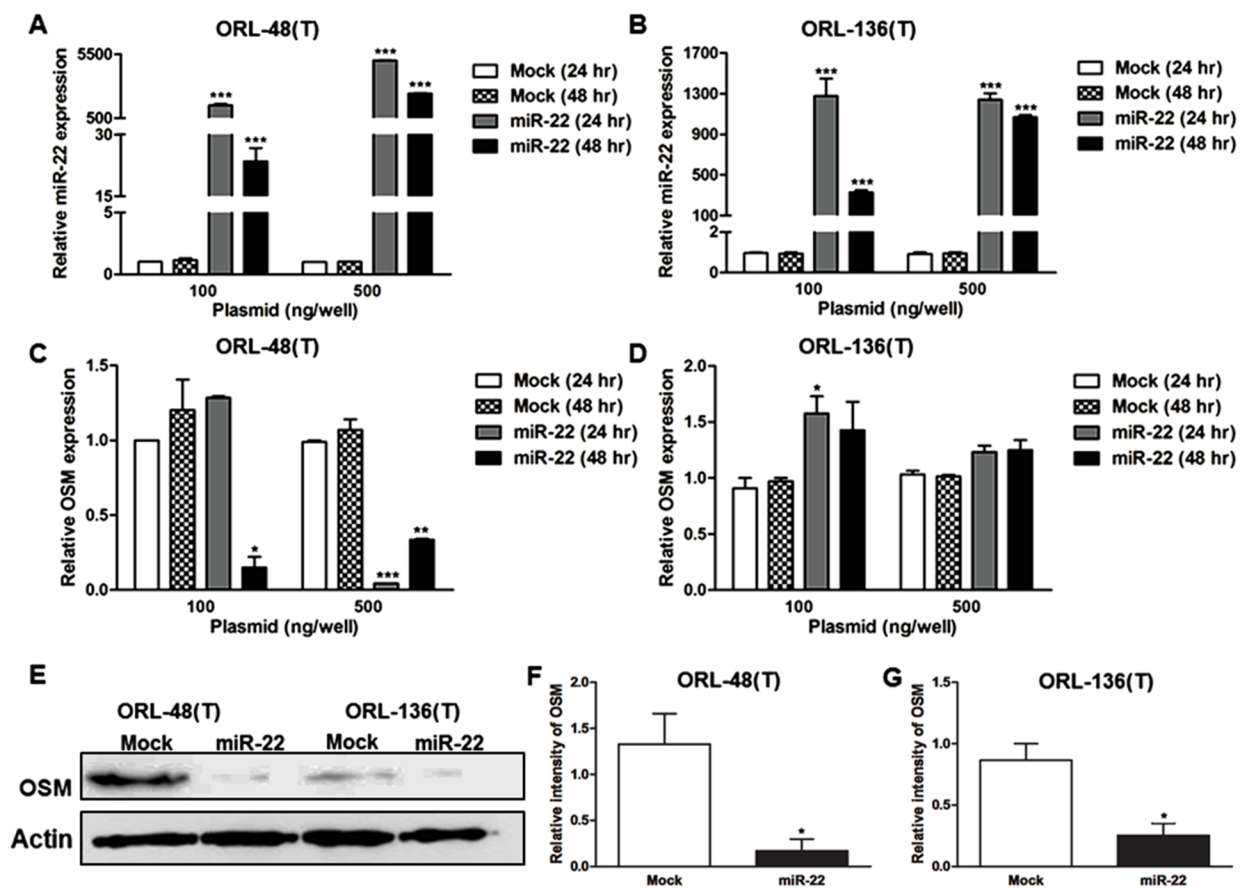 A
ORL-48(T)
Relative miR-22 expression
5500
500
30
15
5
0
***
***
***
***
100
500
Plasmid (ng/well)
Mock (24 hr)
Mock (48 hr)
miR-22 (24 hr)
miR-22 (48 hr)
B
ORL-136(T)
Relative miR-22 expression
1700
1300
900
500
100
2
0
***
***
***
***
100
500
Plasmid (ng/well)
Mock (24 hr)
Mock (48 hr)
miR-22 (24 hr)
miR-22 (48 hr)
C
ORL-48(T)
Relative OSM expression
1.5
1.0
0.5
0.0
*
***
**
100
500
Plasmid (ng/well)
Mock (24 hr)
Mock (48 hr)
miR-22 (24 hr)
miR-22 (48 hr)
D
ORL-136(T)
Relative OSM expression
2.0
1.5
1.0
0.5
0.0
*
100
500
Plasmid (ng/well)
Mock (24 hr)
Mock (48 hr)
miR-22 (24 hr)
miR-22 (48 hr)
E
ORL-48(T) ORL-136(T)
Mock miR-22 Mock miR-22
OSM
Actin
F
ORL-48(T)
Relative intensity of OSM
2.0
1.5
1.0
0.5
0.0
*
Mock miR-22
G
ORL-136(T)
Relative intensity of OSM
1.5
1.0
0.5
0.0
*
Mock miR-22